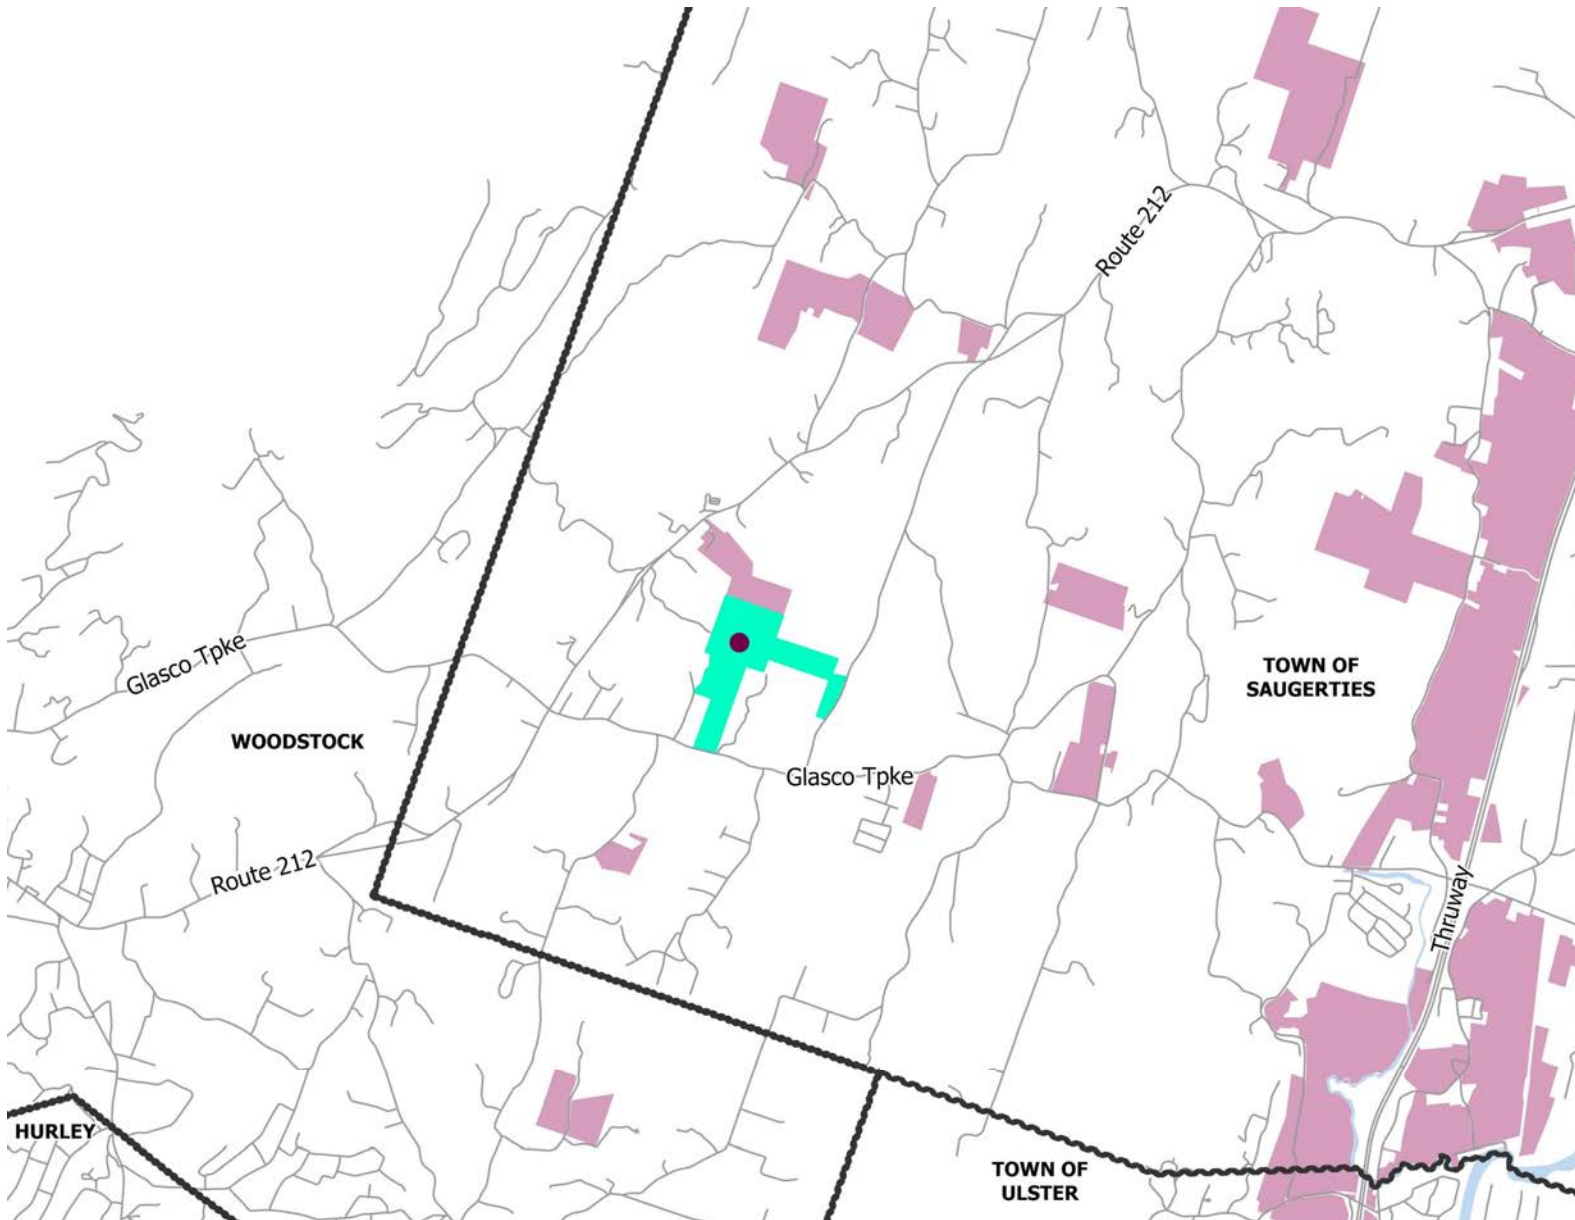 Route 212
TOWN OF
SAUGERTIES
Glasco Tpke
WOODSTOCK
Glasco Tpke
Route 212
Thruway
HURLEY
TOWN OF
ULSTER